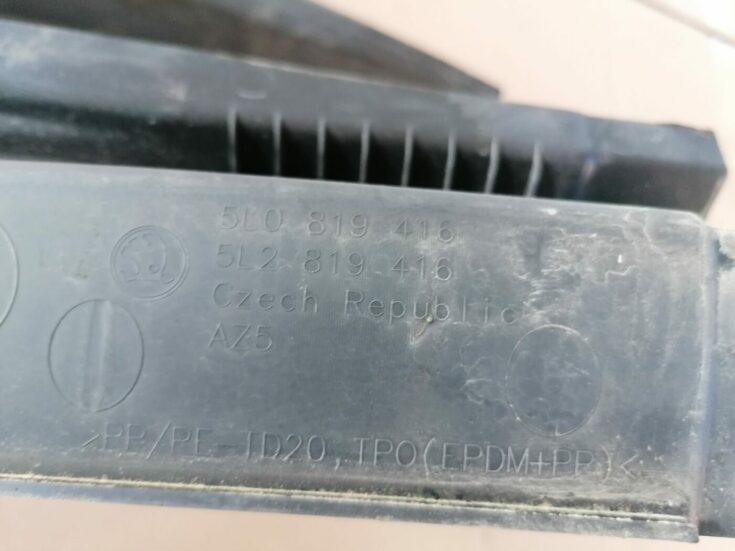 5L0 819 416
5L2 819 416
Czech Republic
AZ5
>PP/PE-TD20,TPO(EPDM+PP)<